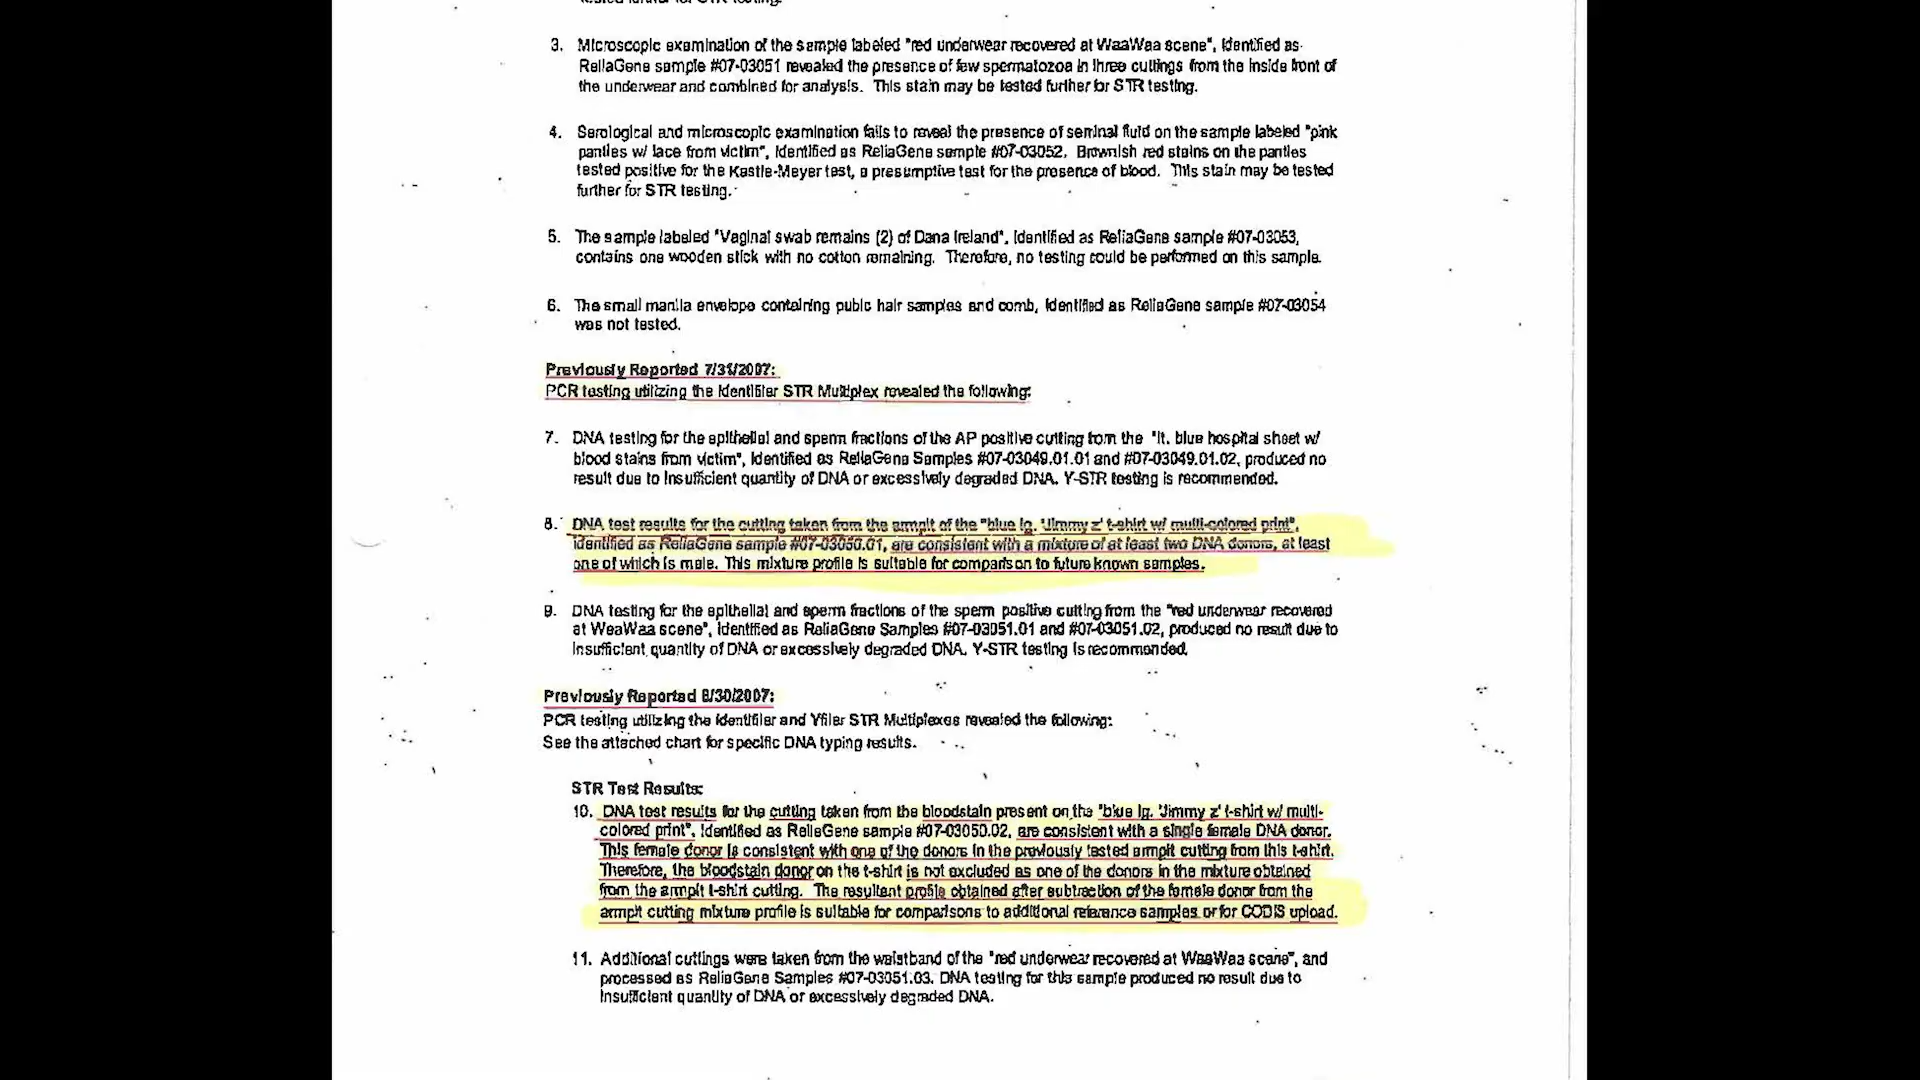 tested further for STR testing.
3. Microscopic examination of the sample labeled "red underwear recovered at WaaWaa scene", identified as
ReliaGene sample #07-03051 revealed the presence of few spermatozoa in three cuttings from the inside front of
the underwear and combined for analysis. This stain may be tested further for STR testing.
4. Serological and microscopic examination fails to reveal the presence of seminal fluid on the sample labeled "pink
panties w/ lace from victim", identified as ReliaGene sample #07-03052. Brownish red stains on the panties
tested positive for the Kastle-Meyer test, a presumptive test for the presence of blood. This stain may be tested
further for STR testing.
5. The sample labeled "Vaginal swab remains (2) of Dana Ireland", identified as ReliaGene sample #07-03053,
contains one wooden stick with no cotton remaining. Therefore, no testing could be performed on this sample.
6. The small manila envelope containing pubic hair samples and comb, identified as ReliaGene sample #07-03054
was not tested.
Previously Reported 7/31/2007:
PCR testing utilizing the Identifiler STR Multiplex revealed the following:
7. DNA testing for the epithelial and sperm fractions of the AP positive cutting from the "lt. blue hospital sheet w/
blood stains from victim", identified as ReliaGene Samples #07-03049.01.01 and #07-03049.01.02, produced no
result due to insufficient quantity of DNA or excessively degraded DNA. Y-STR testing is recommended.
8. DNA test results for the cutting taken from the armpit of the "blue lg. 'Jimmy z' t-shirt w/ multi-colored print",
identified as ReliaGene sample #07-03050.01, are consistent with a mixture of at least two DNA donors, at least
one of which is male. This mixture profile is suitable for comparison to future known samples.
9. DNA testing for the epithelial and sperm fractions of the sperm positive cutting from the "red underwear recovered
at WaaWaa scene", identified as ReliaGene Samples #07-03051.01 and #07-03051.02, produced no result due to
insufficient quantity of DNA or excessively degraded DNA. Y-STR testing is recommended.
Previously Reported 8/30/2007:
PCR testing utilizing the Identifiler and Yfiler STR Multiplexes revealed the following:
See the attached chart for specific DNA typing results.
STR Test Results:
10. DNA test results for the cutting taken from the bloodstain present on the "blue lg. 'Jimmy z' t-shirt w/ multi-
colored print", identified as ReliaGene sample #07-03050.02, are consistent with a single female DNA donor.
This female donor is consistent with one of the donors in the previously tested armpit cutting from this t-shirt.
Therefore, the bloodstain donor on the t-shirt is not excluded as one of the donors in the mixture obtained
from the armpit t-shirt cutting. The resultant profile obtained after subtraction of the female donor from the
armpit cutting mixture profile is suitable for comparisons to additional reference samples or for CODIS upload.
11. Additional cuttings were taken from the waistband of the "red underwear recovered at WaaWaa scene", and
processed as ReliaGene Samples #07-03051.03. DNA testing for this sample produced no result due to
insufficient quantity of DNA or excessively degraded DNA.